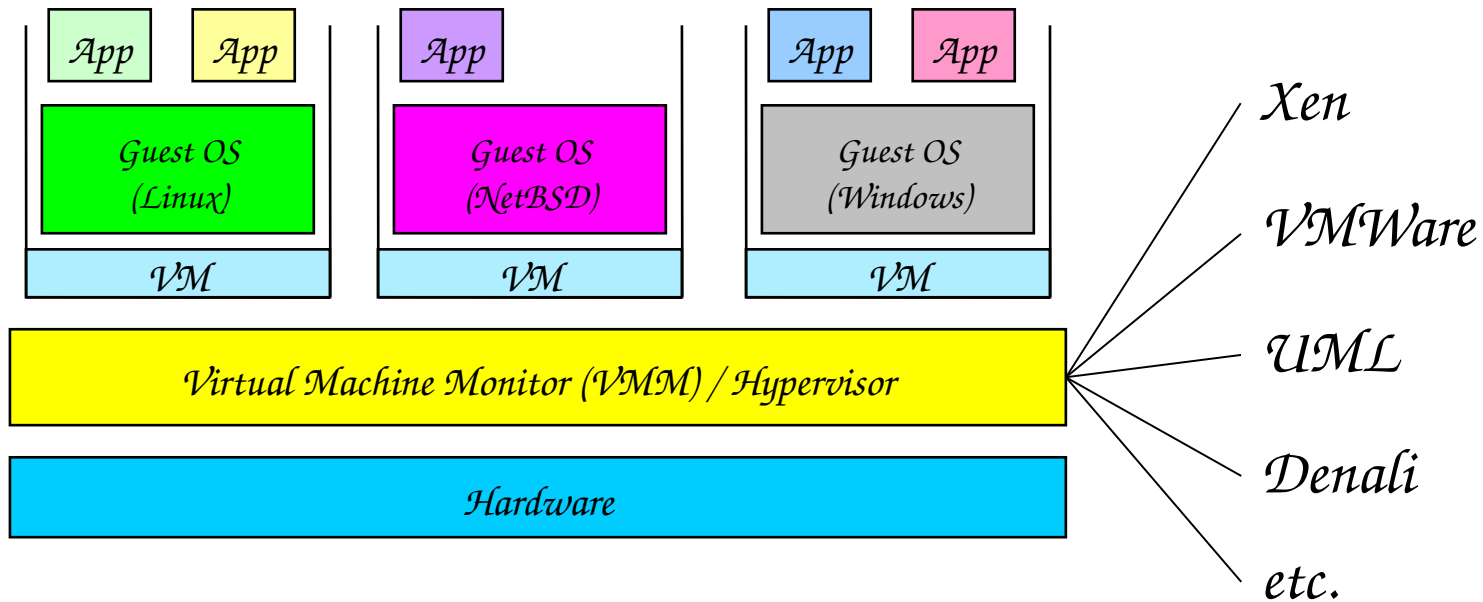 App
App
App
App
App
Guest OS
(Linux)
Guest OS
(NetBSD)
Guest OS
(Windows)
VM
VM
VM
Virtual Machine Monitor (VMM) / Hypervisor
Hardware
Xen
VMWare
UML
Denali
etc.